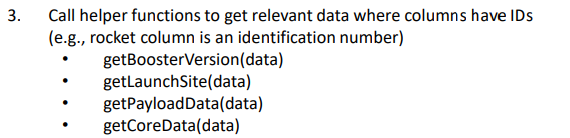 3. Call helper functions to get relevant data where columns have IDs
(e.g., rocket column is an identification number)
• getBoosterVersion(data)
• getLaunchSite(data)
• getPayloadData(data)
• getCoreData(data)